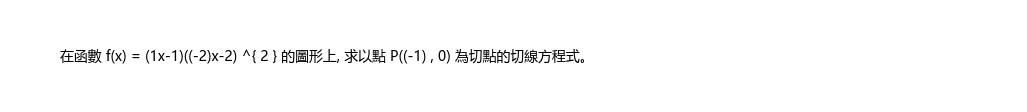 在函數 f(x) = (1x-1)((-2)x-2) ^{ 2 } 的圖形上, 求以點 P((-1) , 0) 為切點的切線方程式。